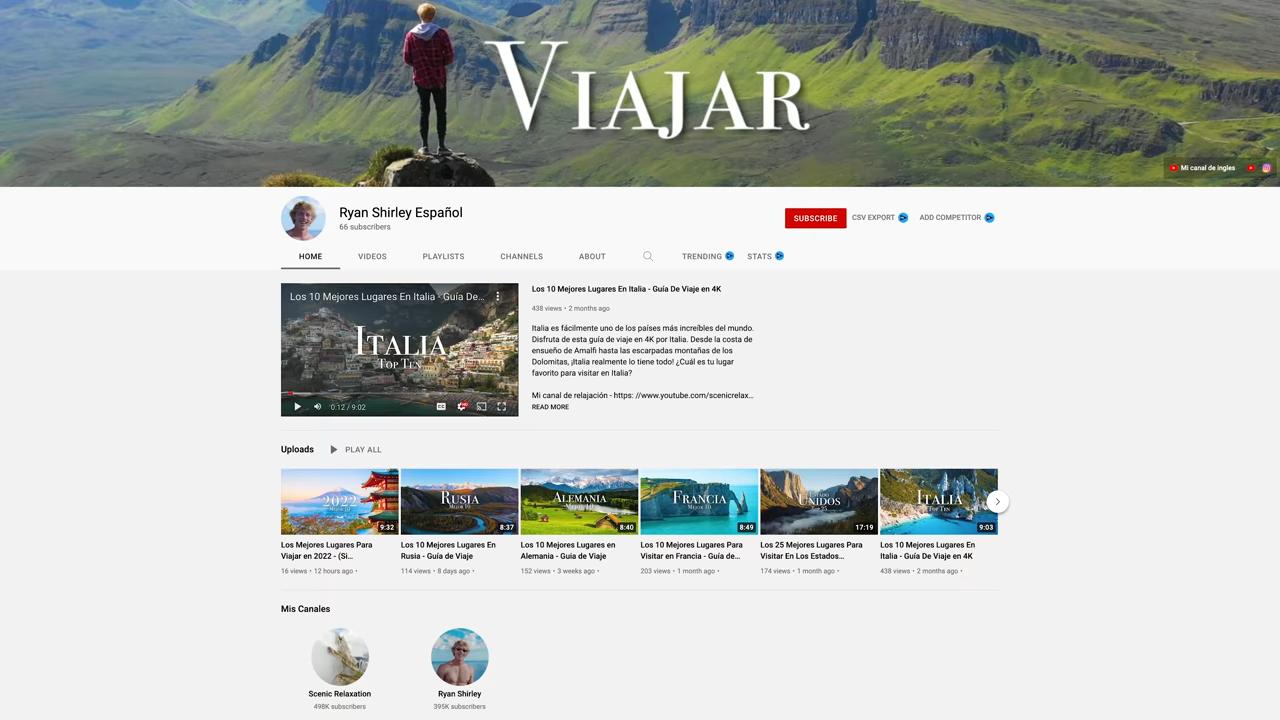 VIAJAR
Mi canal de ingles
Ryan Shirley Español
66 subscribers
SUBSCRIBE
CSV EXPORT
ADD COMPETITOR
HOME
VIDEOS
PLAYLISTS
CHANNELS
ABOUT
TRENDING
STATS
Los 10 Mejores Lugares En Italia - Guía De...
ITALIA
TOP TEN
0:12 / 9:02
CC
Los 10 Mejores Lugares En Italia - Guía De Viaje en 4K
438 views • 2 months ago
Italia es fácilmente uno de los países más increíbles del mundo.
Disfruta de esta guía de viaje en 4K por Italia. Desde la costa de
ensueño de Amalfi hasta las escarpadas montañas de los
Dolomitas, ¡Italia realmente lo tiene todo! ¿Cuál es tu lugar
favorito para visitar en Italia?
Mi canal de relajación - https: //www.youtube.com/scenicrelax...
READ MORE
Uploads
PLAY ALL
2022
MEJOR 10
9:32
Los Mejores Lugares Para
Viajar en 2022 - (Si...
16 views • 12 hours ago •
RUSIA
MEJOR 10
8:37
Los 10 Mejores Lugares En
Rusia - Guía de Viaje
114 views • 8 days ago •
ALEMANIA
MEJOR 10
8:40
Los 10 Mejores Lugares en
Alemania - Guia de Viaje
152 views • 3 weeks ago •
FRANCIA
MEJOR 10
8:49
Los 10 Mejores Lugares Para
Visitar en Francia - Guía de...
203 views • 1 month ago •
UNIDOS
17:19
Los 25 Mejores Lugares Para
Visitar En Los Estados...
174 views • 1 month ago •
ITALIA
TOP TEN
9:03
Los 10 Mejores Lugares En
Italia - Guía De Viaje en 4K
438 views • 2 months ago •
Mis Canales
Scenic Relaxation
498K subscribers
Ryan Shirley
395K subscribers